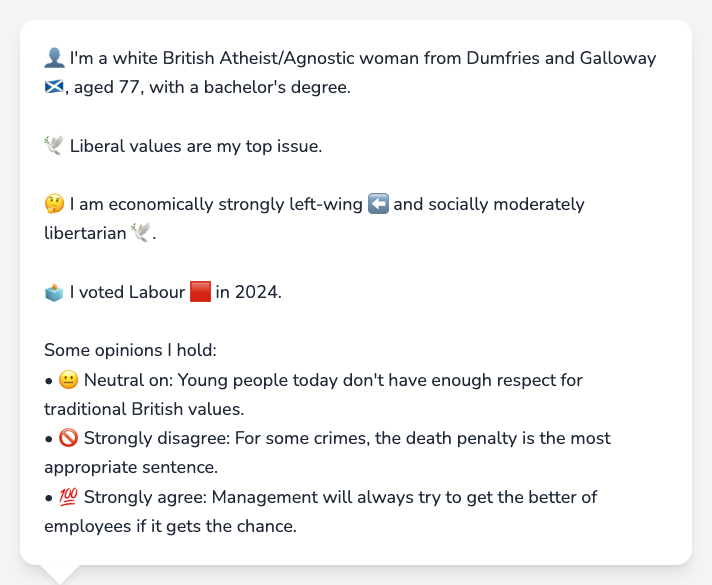 👤 I'm a white British Atheist/Agnostic woman from Dumfries and Galloway
🏴󠁧󠁢󠁳󠁣󠁴󠁿, aged 77, with a bachelor's degree.
🕊️ Liberal values are my top issue.
🤔 I am economically strongly left-wing ⬅️ and socially moderately
libertarian 🕊️.
🗳️ I voted Labour 🟥 in 2024.
Some opinions I hold:
• 😐 Neutral on: Young people today don't have enough respect for
traditional British values.
• 🚫 Strongly disagree: For some crimes, the death penalty is the most
appropriate sentence.
• 💯 Strongly agree: Management will always try to get the better of
employees if it gets the chance.